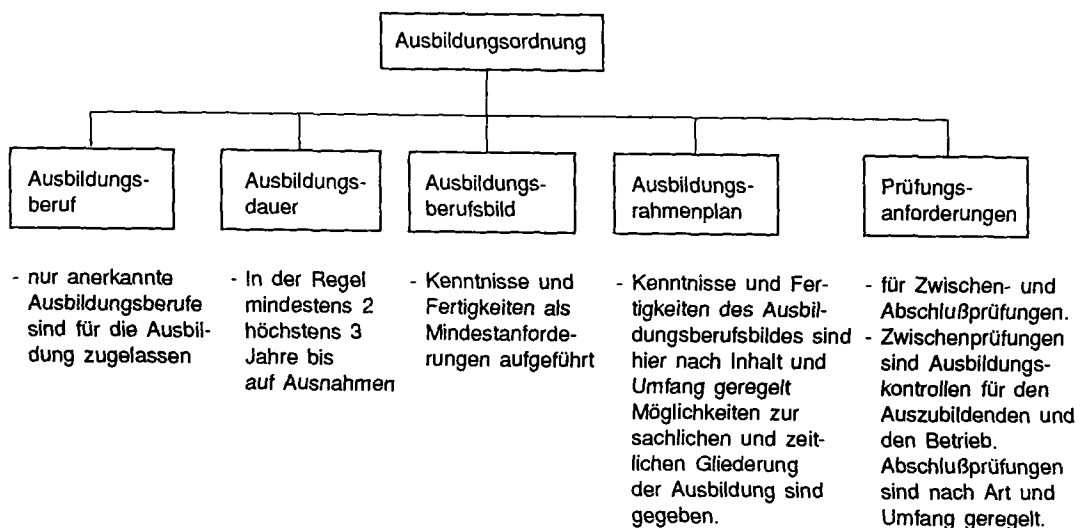 Ausbildungsordnung
Ausbildungs-
beruf
- nur anerkannte
Ausbildungsberufe
sind für die Ausbil-
dung zugelassen
Ausbildungs-
dauer
- In der Regel
mindestens 2
höchstens 3
Jahre bis
auf Ausnahmen
Ausbildungs-
berufsbild
- Kenntnisse und
Fertigkeiten als
Mindestanforde-
rungen aufgeführt
Ausbildungs-
rahmenplan
- Kenntnisse und Fer-
tigkeiten des Ausbil-
dungsberufsbildes sind
hier nach Inhalt und
Umfang geregelt
Möglichkeiten zur
sachlichen und zeit-
lichen Gliederung
der Ausbildung sind
gegeben.
Prüfungs-
anforderungen
- für Zwischen- und
Abschlußprüfungen.
- Zwischenprüfungen
sind Ausbildungs-
kontrollen für den
Auszubildenden und
den Betrieb.
Abschlußprüfungen
sind nach Art und
Umfang geregelt.